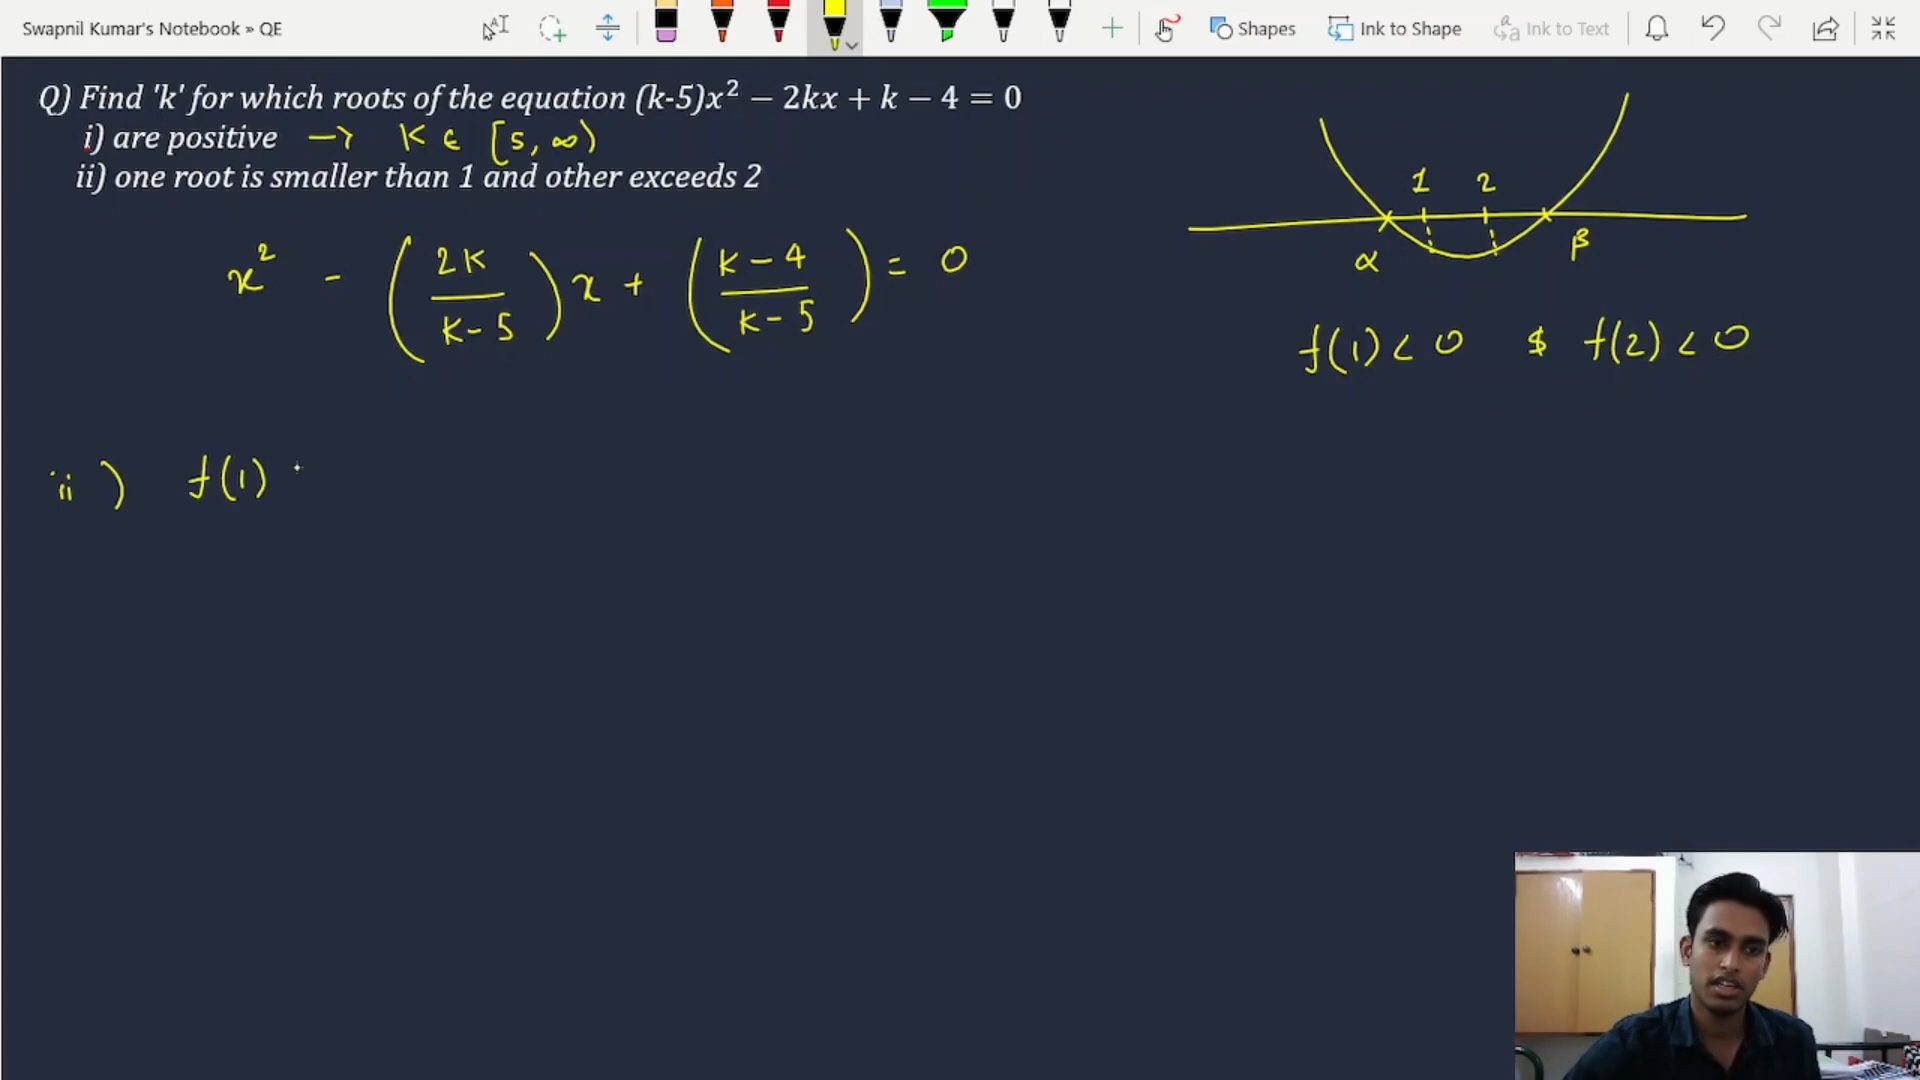 Swapnil Kumar's Notebook » QE
Shapes
Ink to Shape
Ink to Text
Q) Find 'k' for which roots of the equation (k-5)x² − 2kx + k − 4 = 0
i) are positive → K ∈ [5, ∞)
ii) one root is smaller than 1 and other exceeds 2
x² - (2K / K-5) x + (k-4 / k-5) = 0
1 2
α β
f(1) < 0 & f(2) < 0
ii) f(1)